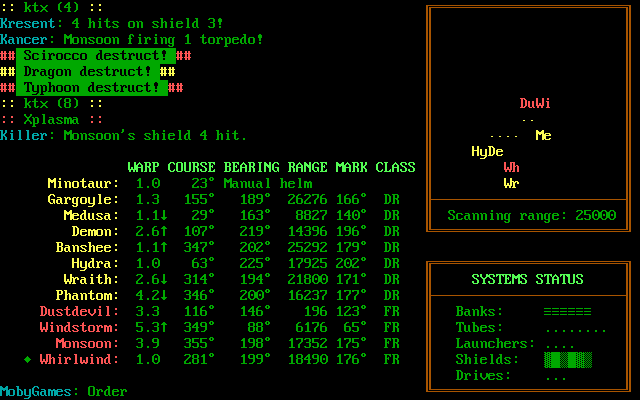 :: ktx (4) ::
Kresent: 4 hits on shield 3!
Kancer: Monsoon firing 1 torpedo!
## Scirocco destruct! ##
## Dragon destruct! ##
## Typhoon destruct! ##
:: ktx (8) ::
:: Xplasma ::
Killer: Monsoon's shield 4 hit.
WARP COURSE BEARING RANGE MARK CLASS
Minotaur: 1.0 23° Manual helm
Gargoyle: 1.3 155° 189° 26276 166° DR
Medusa: 1.1↓ 29° 163° 8827 140° DR
Demon: 2.6↑ 107° 219° 14396 196° DR
Banshee: 1.1↑ 347° 202° 25292 179° DR
Hydra: 1.0 63° 225° 17925 202° DR
Wraith: 2.6↓ 314° 194° 21800 171° DR
Phantom: 4.2↓ 346° 200° 16237 177° DR
Dustdevil: 3.3 116° 146° 196 123° FR
Windstorm: 5.3↑ 349° 88° 6176 65° FR
Monsoon: 3.9 355° 198° 17352 175° FR
♦ Whirlwind: 1.0 281° 199° 18490 176° FR
MobyGames: Order
DuWi
..
.... Me
HyDe
Wh
Wr
Scanning range: 25000
SYSTEMS STATUS
Banks: ≡≡≡≡≡≡
Tubes: ........
Launchers: ....
Shields:
Drives: ...